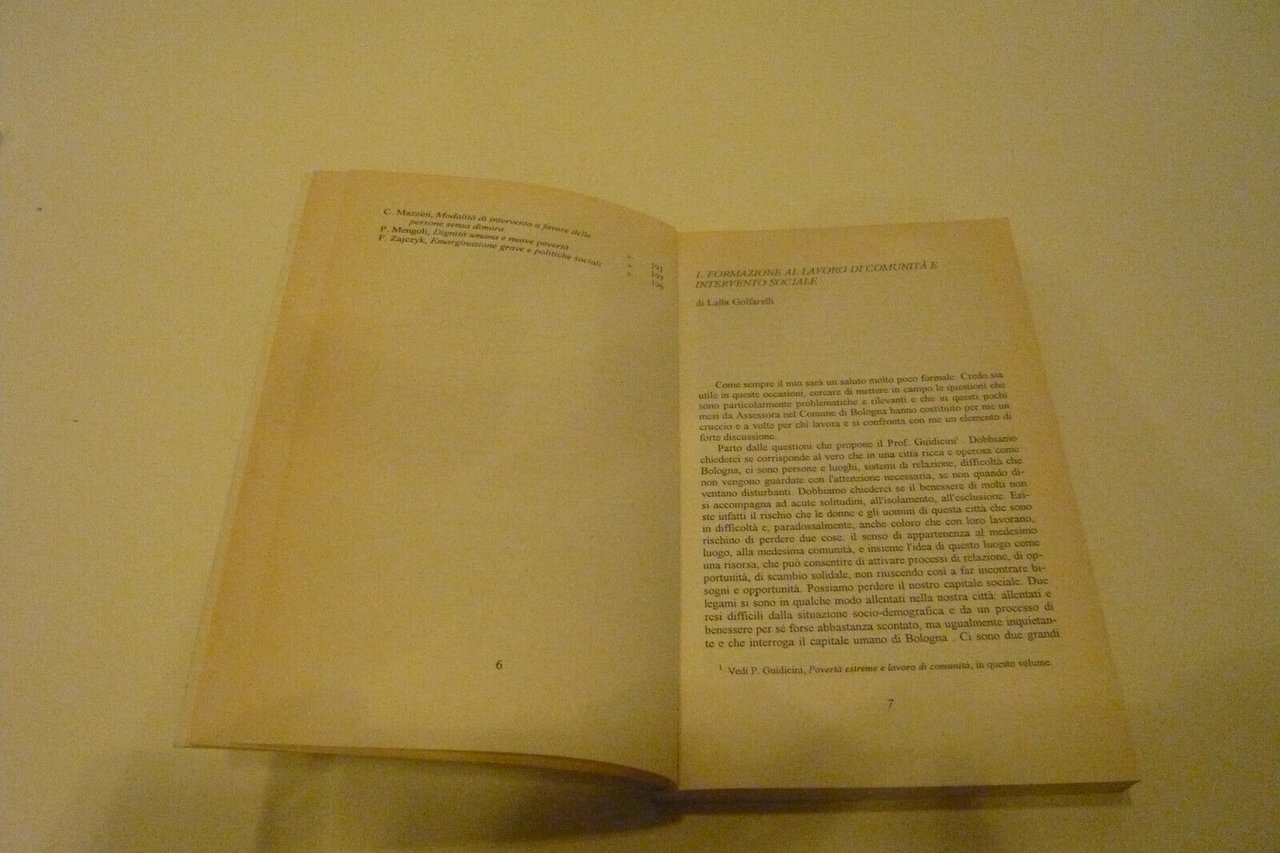 C. Mazzini, Modalità di intervento a favore delle
persone senza dimora » 191
P. Mengoli, Dignità umana e nuove povertà » 197
F. Zajczyk, Emarginazione grave e politiche sociali » 199
6
1. FORMAZIONE AL LAVORO DI COMUNITÀ E
INTERVENTO SOCIALE
di Lalla Golfarelli
Come sempre il mio sarà un saluto molto poco formale. Credo sia
utile in queste occasioni, cercare di mettere in campo le questioni che
sono particolarmente problematiche e rilevanti e che in questi pochi
mesi da Assessora nel Comune di Bologna hanno costituito per me un
cruccio e a volte per chi lavora e si confronta con me un elemento di
forte discussione.
Parto dalle questioni che propone il Prof. Guidicini¹. Dobbiamo
chiederci se corrisponde al vero che in una città ricca e operosa come
Bologna, ci sono persone e luoghi, sistemi di relazione, difficoltà che
non vengono guardate con l'attenzione necessaria, se non quando di-
ventano disturbanti. Dobbiamo chiederci se il benessere di molti non
si accompagna ad acute solitudini, all'isolamento, all'esclusione. Esi-
ste infatti il rischio che le donne e gli uomini di questa città che sono
in difficoltà e, paradossalmente, anche coloro che con loro lavorano,
rischino di perdere due cose: il senso di appartenenza al medesimo
luogo, alla medesima comunità, e insieme l'idea di questo luogo come
una risorsa, che può consentire di attivare processi di relazione, di op-
portunità, di scambio solidale, non riuscendo così a far incontrare bi-
sogni e opportunità. Possiamo perdere il nostro capitale sociale. Due
legami si sono in qualche modo allentati nella nostra città: allentati e
resi difficili dalla situazione socio-demografica e da un processo di
benessere per sé forse abbastanza scontato, ma ugualmente inquietan-
te e che interroga il capitale umano di Bologna . Ci sono due grandi
¹ Vedi P. Guidicini, Povertà estreme e lavoro di comunità, in questo volume.
7